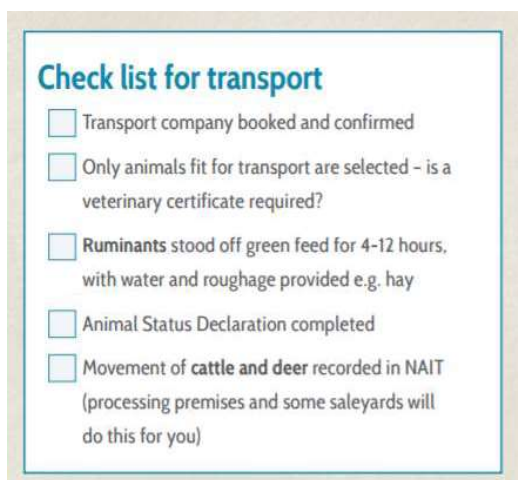 Check list for transport
Transport company booked and confirmed
Only animals fit for transport are selected – is a
veterinary certificate required?
Ruminants stood off green feed for 4-12 hours,
with water and roughage provided e.g. hay
Animal Status Declaration completed
Movement of cattle and deer recorded in NAIT
(processing premises and some saleyards will
do this for you)